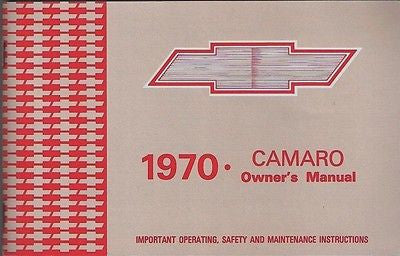 1970 · CAMARO
Owner's Manual
IMPORTANT OPERATING, SAFETY AND MAINTENANCE INSTRUCTIONS